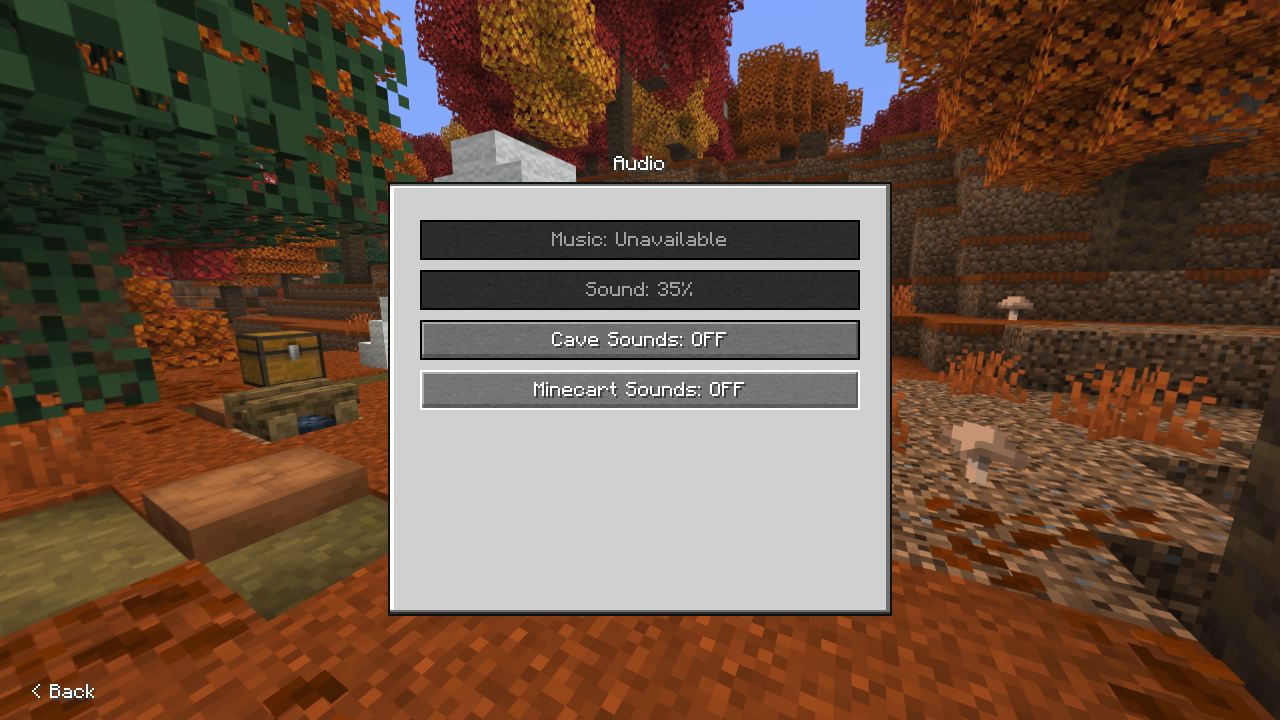 Audio
Music: Unavailable
Sound: 35%
Cave Sounds: OFF
Minecart Sounds: OFF
< Back